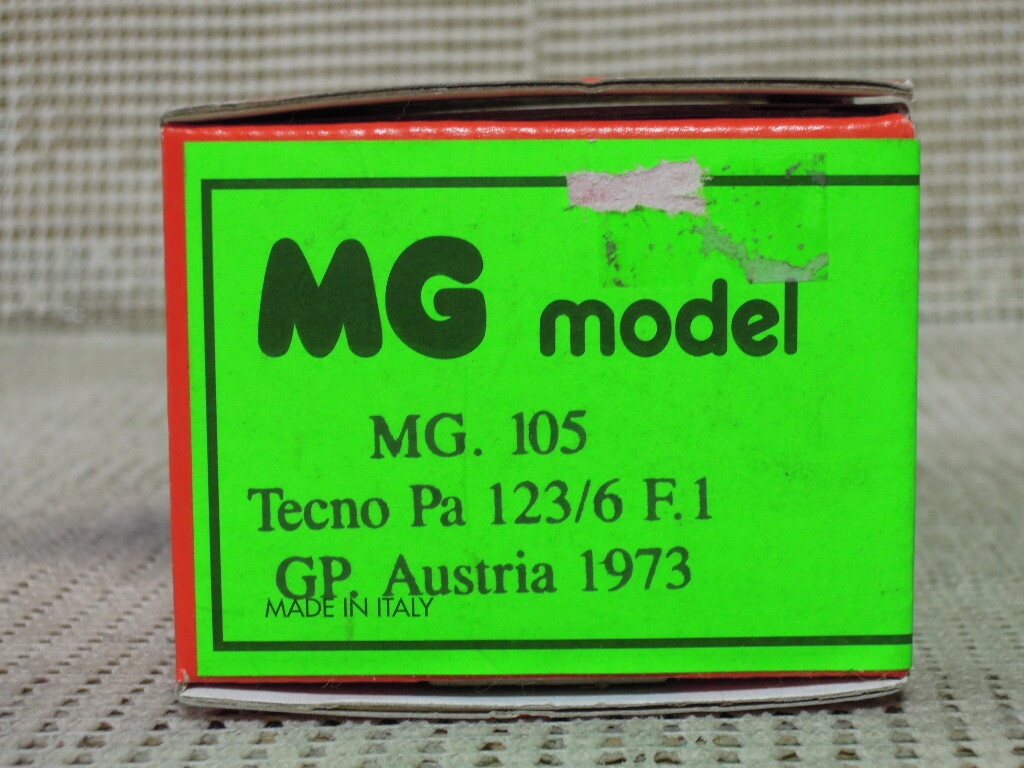 MG model
MG. 105
Tecno Pa 123/6 F.1
GP. Austria 1973
MADE IN ITALY